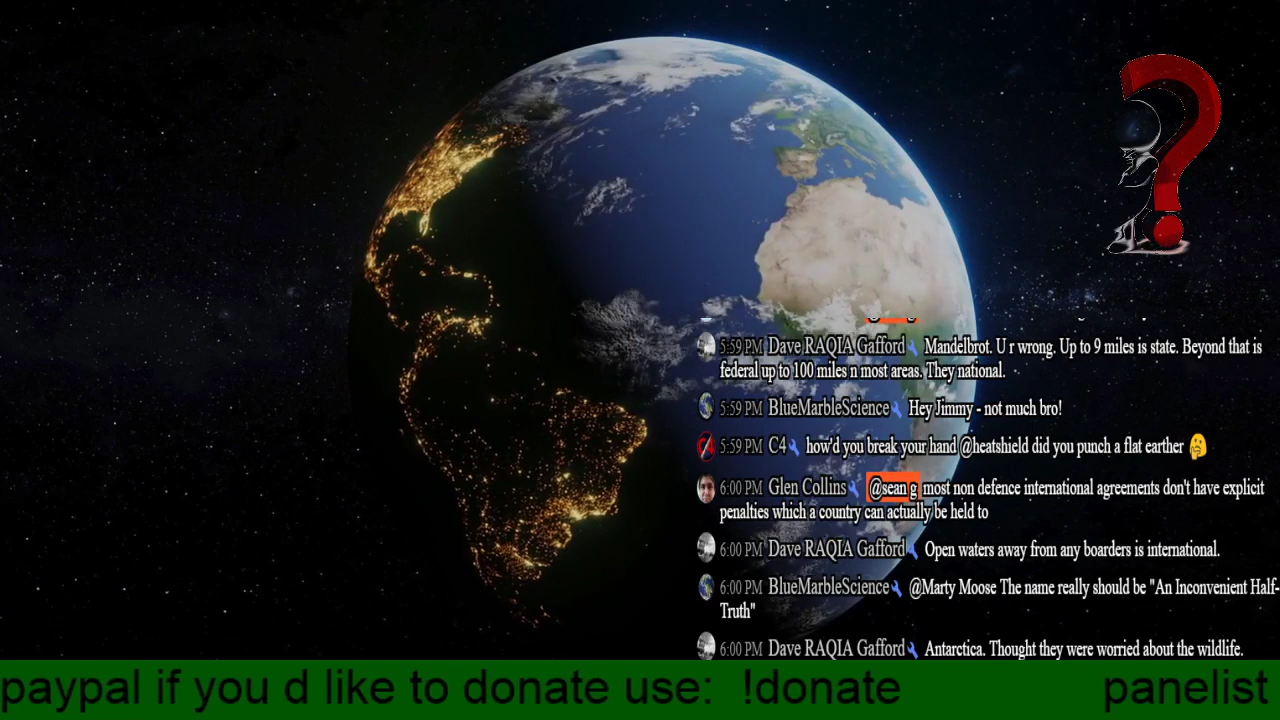 5:59 PM Dave RAQIA Gafford Mandelbrot. U r wrong. Up to 9 miles is state. Beyond that is
federal up to 100 miles n most areas. They national.
5:59 PM BlueMarbleScience Hey Jimmy - not much bro!
5:59 PM C4 how'd you break your hand @heatshield did you punch a flat earther 🤔
6:00 PM Glen Collins @sean g most non defence international agreements don't have explicit
penalties which a country can actually be held to
6:00 PM Dave RAQIA Gafford Open waters away from any boarders is international.
6:00 PM BlueMarbleScience @Marty Moose The name really should be "An Inconvenient Half-
Truth"
6:00 PM Dave RAQIA Gafford Antarctica. Thought they were worried about the wildlife.
paypal if you d like to donate use: !donate panelist